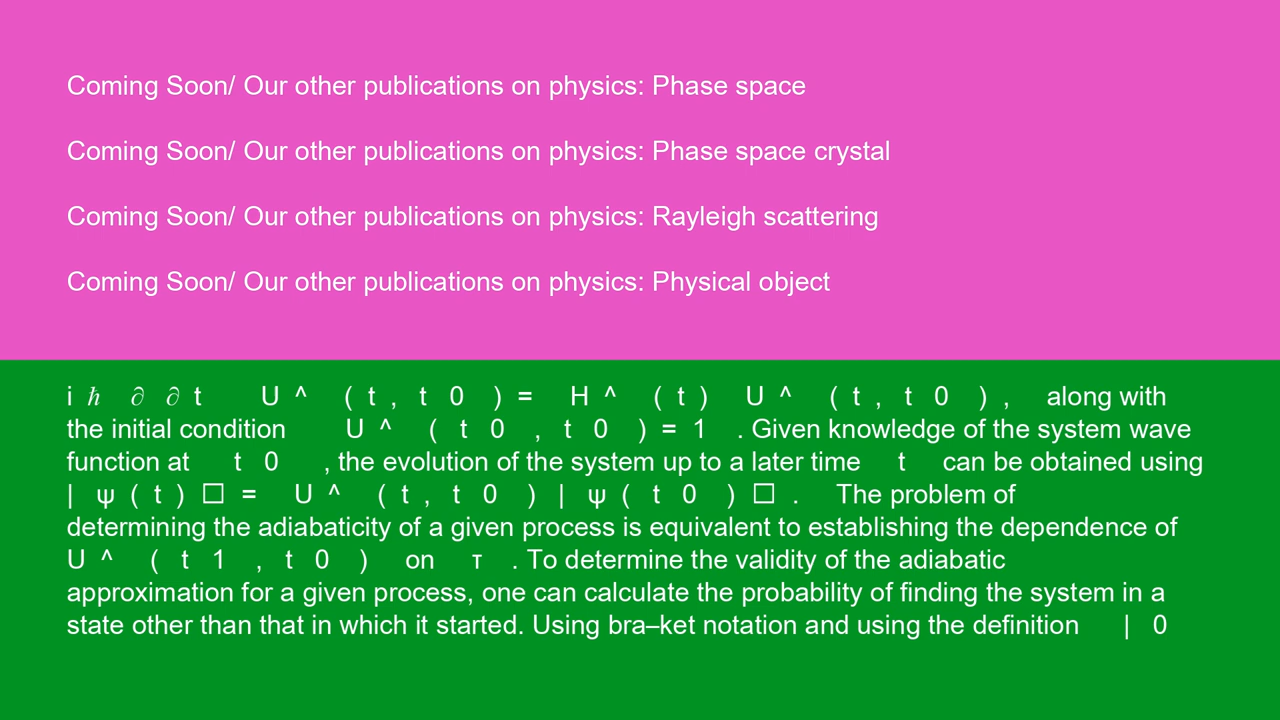 Coming Soon/ Our other publications on physics: Phase space
Coming Soon/ Our other publications on physics: Phase space crystal
Coming Soon/ Our other publications on physics: Rayleigh scattering
Coming Soon/ Our other publications on physics: Physical object
i ℏ ∂ ∂ t U ^ ( t , t 0 ) = H ^ ( t ) U ^ ( t , t 0 ) , along with
the initial condition U ^ ( t 0 , t 0 ) = 1 . Given knowledge of the system wave
function at t 0 , the evolution of the system up to a later time t can be obtained using
| ψ ( t ) □ = U ^ ( t , t 0 ) | ψ ( t 0 ) □ . The problem of
determining the adiabaticity of a given process is equivalent to establishing the dependence of
U ^ ( t 1 , t 0 ) on τ . To determine the validity of the adiabatic
approximation for a given process, one can calculate the probability of finding the system in a
state other than that in which it started. Using bra–ket notation and using the definition | 0